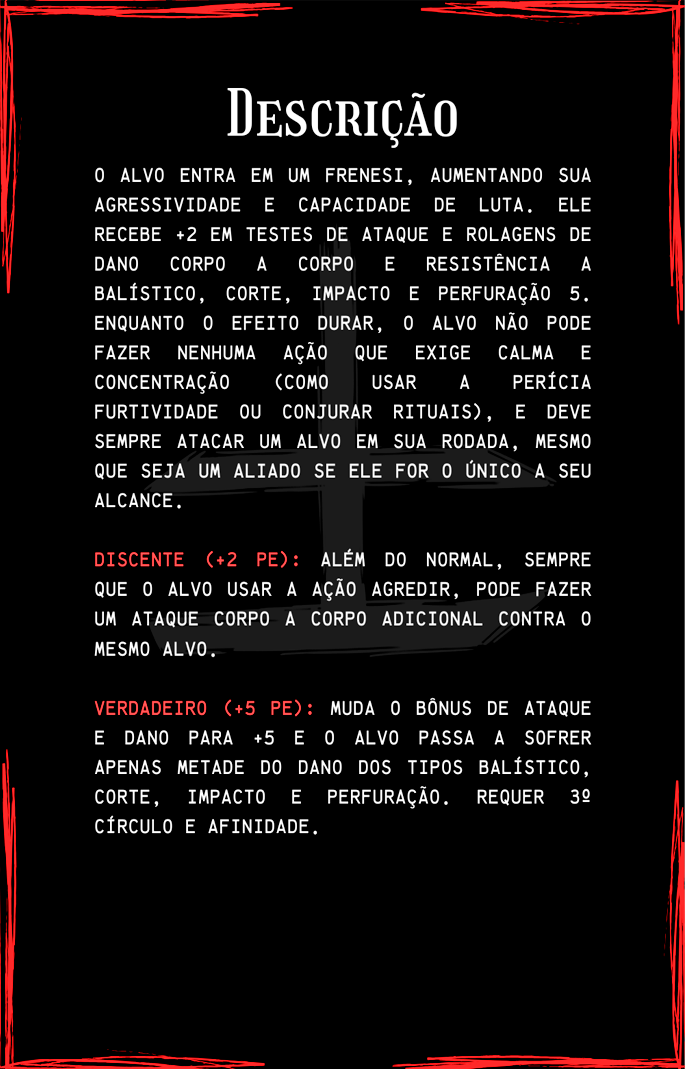 Descrição
O ALVO ENTRA EM UM FRENESI, AUMENTANDO SUA
AGRESSIVIDADE E CAPACIDADE DE LUTA. ELE
RECEBE +2 EM TESTES DE ATAQUE E ROLAGENS DE
DANO CORPO A CORPO E RESISTÊNCIA A
BALÍSTICO, CORTE, IMPACTO E PERFURAÇÃO 5.
ENQUANTO O EFEITO DURAR, O ALVO NÃO PODE
FAZER NENHUMA AÇÃO QUE EXIGE CALMA E
CONCENTRAÇÃO (COMO USAR A PERÍCIA
FURTIVIDADE OU CONJURAR RITUAIS), E DEVE
SEMPRE ATACAR UM ALVO EM SUA RODADA, MESMO
QUE SEJA UM ALIADO SE ELE FOR O ÚNICO A SEU
ALCANCE.
DISCENTE (+2 PE): ALÉM DO NORMAL, SEMPRE
QUE O ALVO USAR A AÇÃO AGREDIR, PODE FAZER
UM ATAQUE CORPO A CORPO ADICIONAL CONTRA O
MESMO ALVO.
VERDADEIRO (+5 PE): MUDA O BÔNUS DE ATAQUE
E DANO PARA +5 E O ALVO PASSA A SOFRER
APENAS METADE DO DANO DOS TIPOS BALÍSTICO,
CORTE, IMPACTO E PERFURAÇÃO. REQUER 3º
CÍRCULO E AFINIDADE.